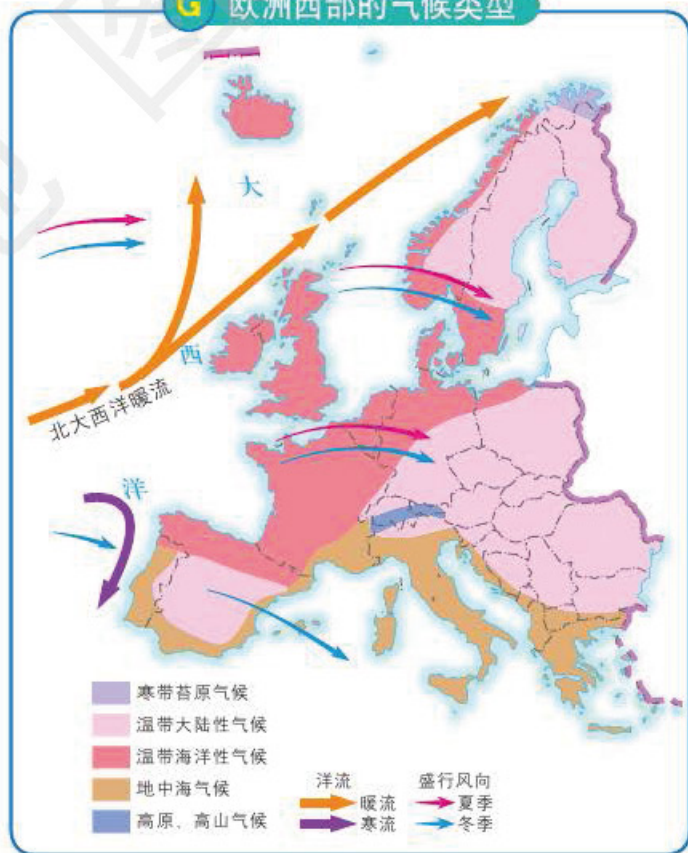 G 欧洲西部的气候类型
大
西
洋
北大西洋暖流
寒带苔原气候
温带大陆性气候
温带海洋性气候
地中海气候
高原、高山气候
洋流
暖流
寒流
盛行风向
夏季
冬季